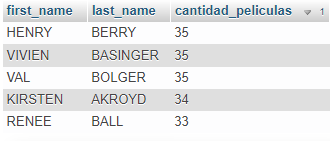 first_name last_name cantidad_peliculas 1
HENRY BERRY 35
VIVIEN BASINGER 35
VAL BOLGER 35
KIRSTEN AKROYD 34
RENEE BALL 33